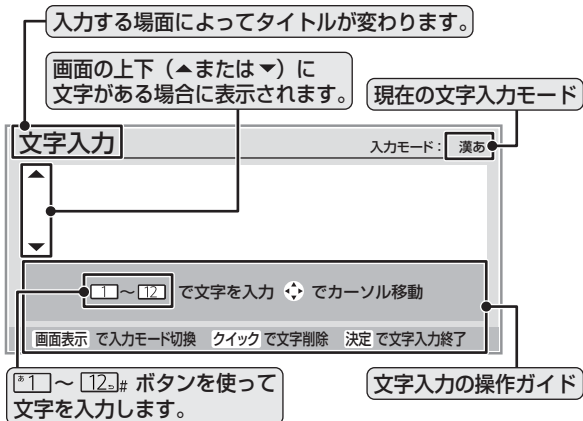 入力する場面によってタイトルが変わります。
画面の上下（▲または▼）に
文字がある場合に表示されます。
現在の文字入力モード
文字入力
入力モード： 漢あ
▲
▼
1～12 で文字を入力 でカーソル移動
画面表示 で入力モード切換 クイック で文字削除 決定 で文字入力終了
あ1～12# ボタンを使って
文字を入力します。
文字入力の操作ガイド